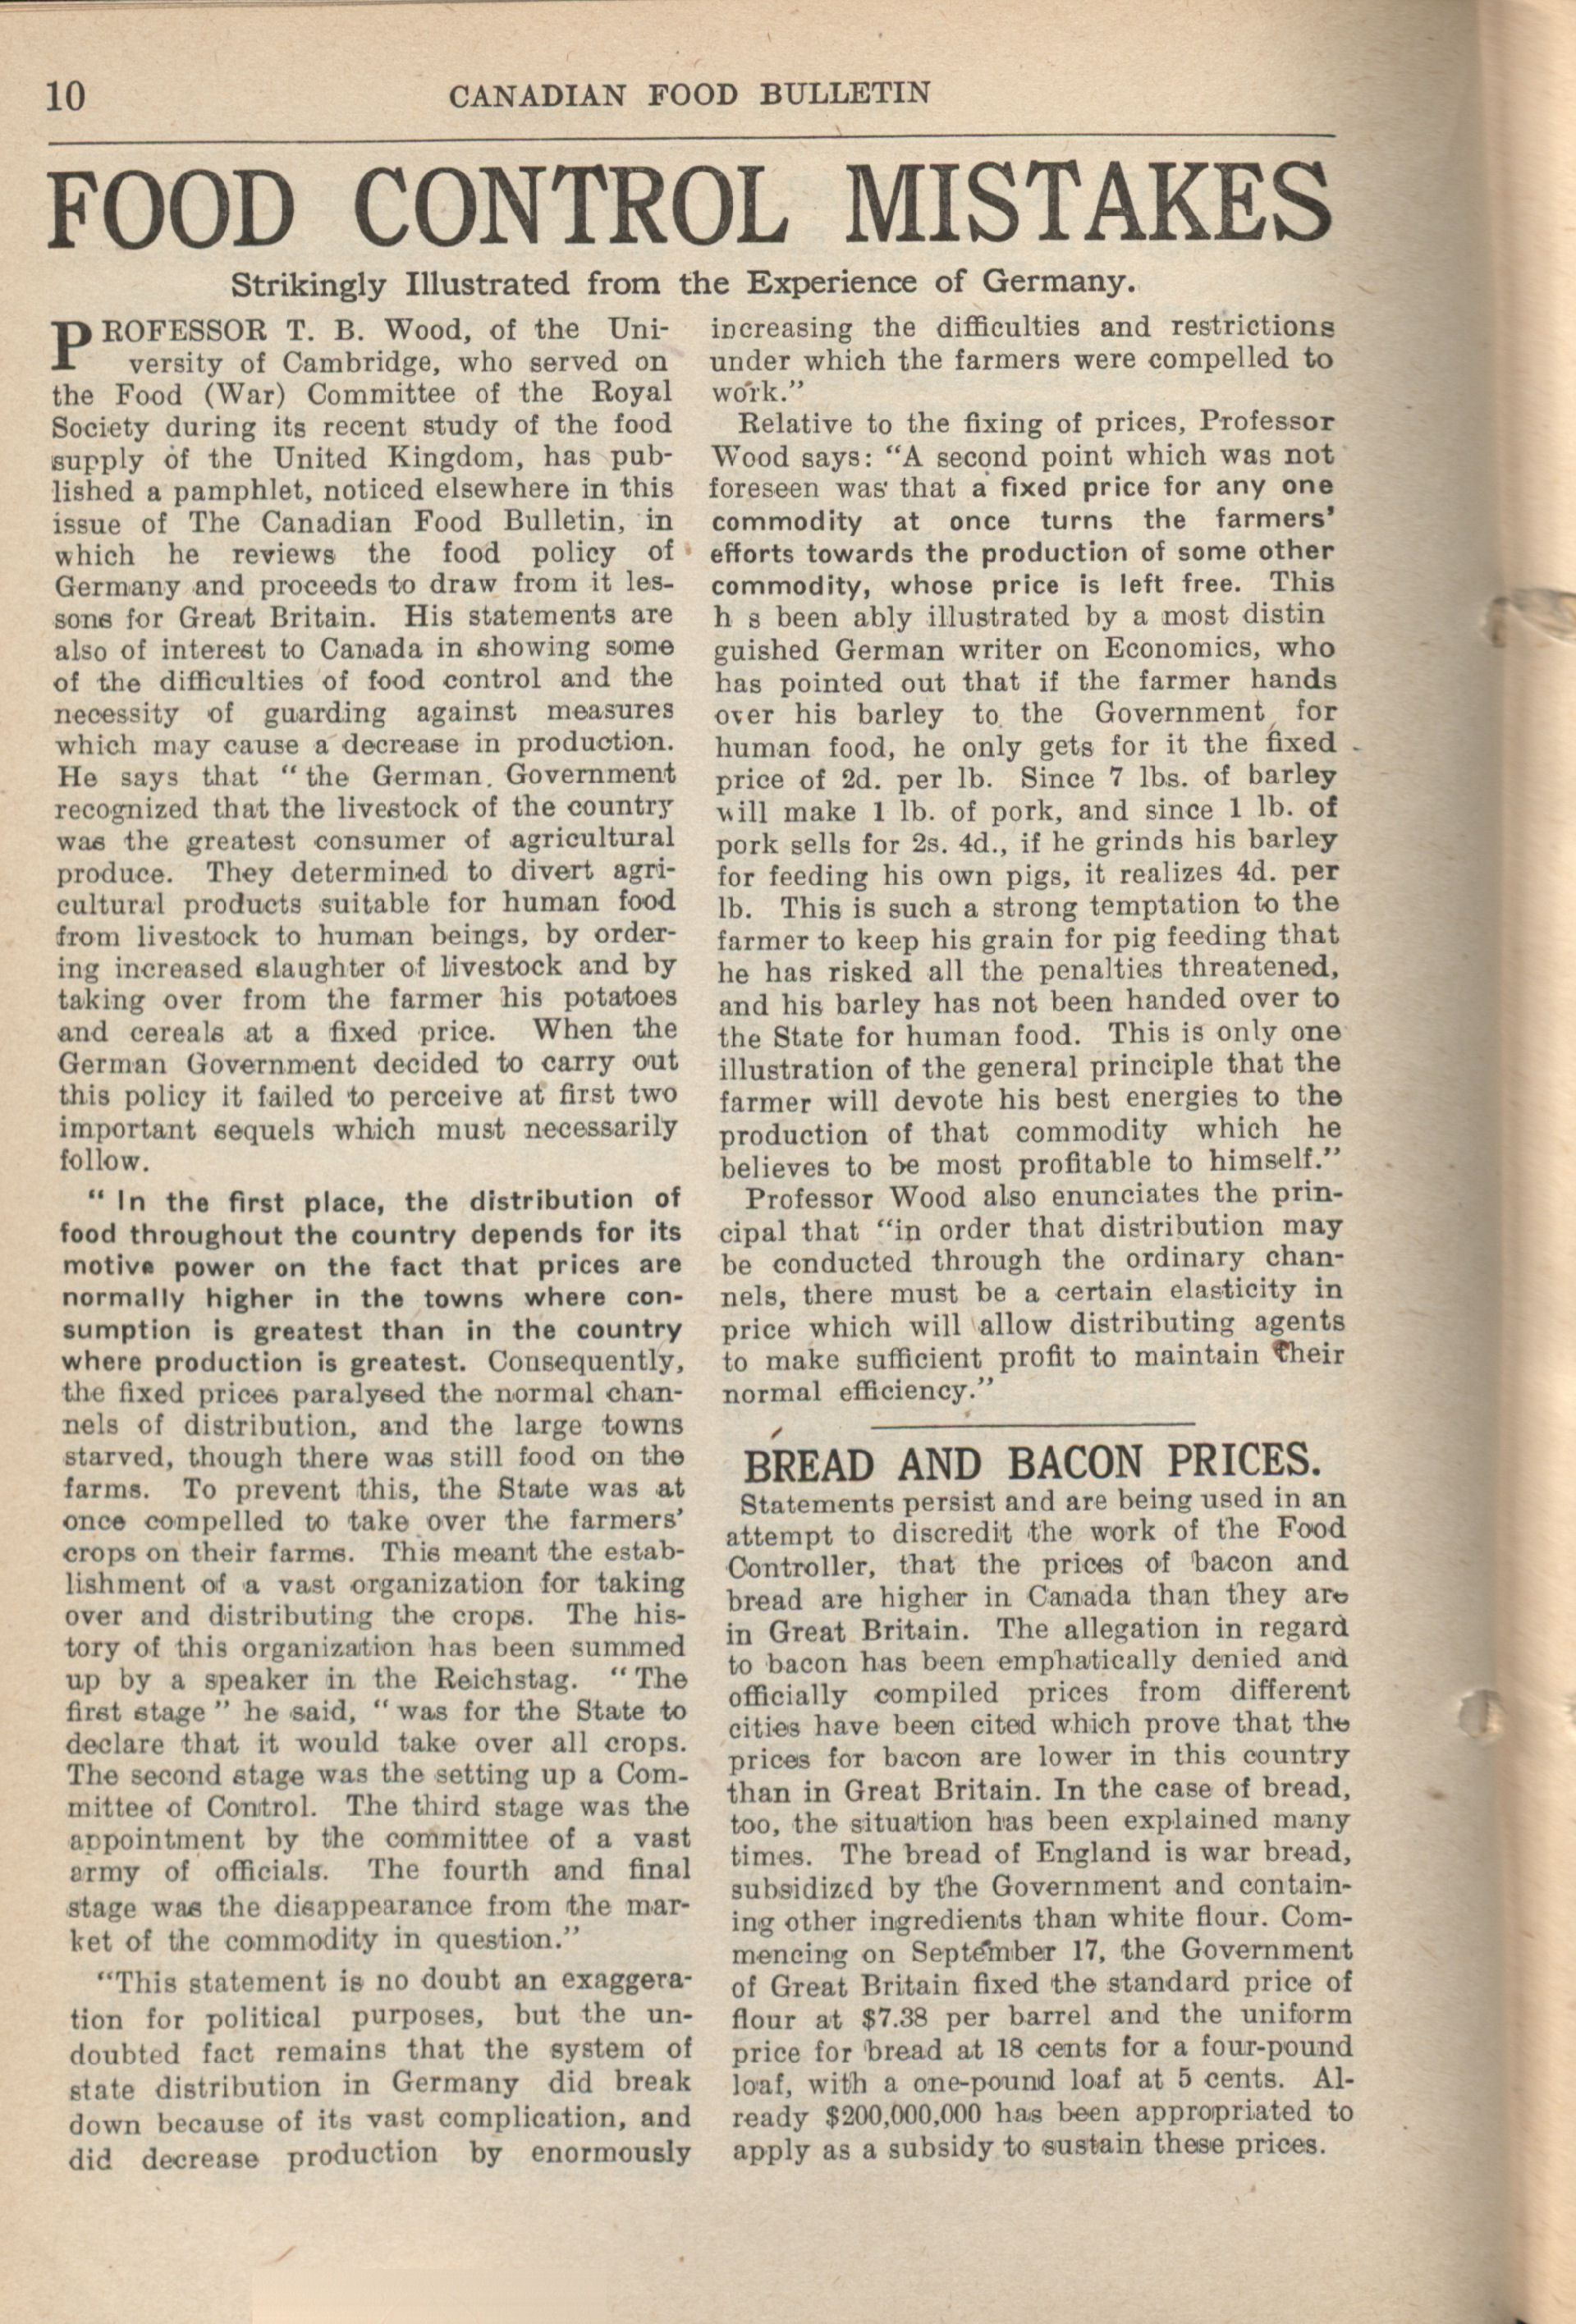 10
CANADIAN FOOD BULLETIN
FOOD CONTROL MISTAKES
Strikingly Illustrated from the Experience of Germany.
PROFESSOR T. B. Wood, of the Uni-
versity of Cambridge, who served on
the Food (War) Committee of the Royal
Society during its recent study of the food
supply of the United Kingdom, has pub-
lished a pamphlet, noticed elsewhere in this
issue of The Canadian Food Bulletin, in
which he reviews the food policy of
Germany and proceeds to draw from it les-
sons for Great Britain. His statements are
also of interest to Canada in showing some
of the difficulties of food control and the
necessity of guarding against measures
which may cause a decrease in production.
He says that "the German Government
recognized that the livestock of the country
was the greatest consumer of agricultural
produce. They determined to divert agri-
cultural products suitable for human food
from livestock to human beings, by order-
ing increased slaughter of livestock and by
taking over from the farmer his potatoes
and cereals at a fixed price. When the
German Government decided to carry out
this policy it failed to perceive at first two
important sequels which must necessarily
follow.
"In the first place, the distribution of
food throughout the country depends for its
motive power on the fact that prices are
normally higher in the towns where con-
sumption is greatest than in the country
where production is greatest. Consequently,
the fixed prices paralysed the normal chan-
nels of distribution, and the large towns
starved, though there was still food on the
farms. To prevent this, the State was at
once compelled to take over the farmers'
crops on their farms. This meant the estab-
lishment of a vast organization for taking
over and distributing the crops. The his-
tory of this organization has been summed
up by a speaker in the Reichstag. "The
first stage" he said, "was for the State to
declare that it would take over all crops.
The second stage was the setting up a Com-
mittee of Control. The third stage was the
appointment by the committee of a vast
army of officials. The fourth and final
stage was the disappearance from the mar-
ket of the commodity in question."
"This statement is no doubt an exaggera-
tion for political purposes, but the un-
doubted fact remains that the system of
state distribution in Germany did break
down because of its vast complication, and
did decrease production by enormously
increasing the difficulties and restrictions
under which the farmers were compelled to
work."
Relative to the fixing of prices, Professor
Wood says: "A second point which was not
foreseen was that a fixed price for any one
commodity at once turns the farmers'
efforts towards the production of some other
commodity, whose price is left free. This
h s been ably illustrated by a most distin
guished German writer on Economics, who
has pointed out that if the farmer hands
over his barley to the Government for
human food, he only gets for it the fixed
price of 2d. per lb. Since 7 lbs. of barley
will make 1 lb. of pork, and since 1 lb. of
pork sells for 2s. 4d., if he grinds his barley
for feeding his own pigs, it realizes 4d. per
lb. This is such a strong temptation to the
farmer to keep his grain for pig feeding that
he has risked all the penalties threatened,
and his barley has not been handed over to
the State for human food. This is only one
illustration of the general principle that the
farmer will devote his best energies to the
production of that commodity which he
believes to be most profitable to himself."
Professor Wood also enunciates the prin-
cipal that "in order that distribution may
be conducted through the ordinary chan-
nels, there must be a certain elasticity in
price which will allow distributing agents
to make sufficient profit to maintain their
normal efficiency."
BREAD AND BACON PRICES.
Statements persist and are being used in an
attempt to discredit the work of the Food
Controller, that the prices of bacon and
bread are higher in Canada than they are
in Great Britain. The allegation in regard
to bacon has been emphatically denied and
officially compiled prices from different
cities have been cited which prove that the
prices for bacon are lower in this country
than in Great Britain. In the case of bread,
too, the situation has been explained many
times. The bread of England is war bread,
subsidized by the Government and contain-
ing other ingredients than white flour. Com-
mencing on September 17, the Government
of Great Britain fixed the standard price of
flour at $7.38 per barrel and the uniform
price for bread at 18 cents for a four-pound
loaf, with a one-pound loaf at 5 cents. Al-
ready $200,000,000 has been appropriated to
apply as a subsidy to sustain these prices.